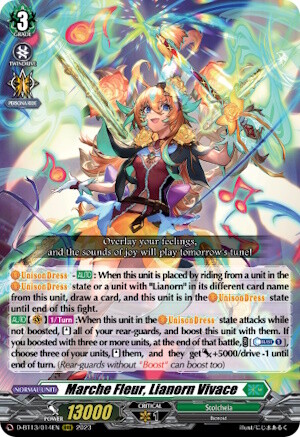 3
GRADE
TWINDRIVE
PERSONA RIDE
Overlay your feelings,
and the sounds of joy will play tomorrow's tune!
UnisonDress - AUTO : When this unit is placed by riding from a unit in the
UnisonDress state or a unit with "Lianorn" in its different card name
from this unit, draw a card, and this unit is in the UnisonDress state
until end of this fight.
UnisonDress - AUTO 1/Turn : When this unit in the UnisonDress state attacks while
not boosted, all of your rear-guards, and boost this unit with them. If
you boosted with three or more units, at the end of that battle,
choose three of your units, them, and they get +5000/drive -1 until
end of turn. (Rear-guards without "Boost" can boost too)
NORMAL UNIT
Marche Fleur, Lianorn Vivace
POWER 13000
CRITICAL 1
Stoicheia
Bioroid
D-BT13/014EN RRR 2023